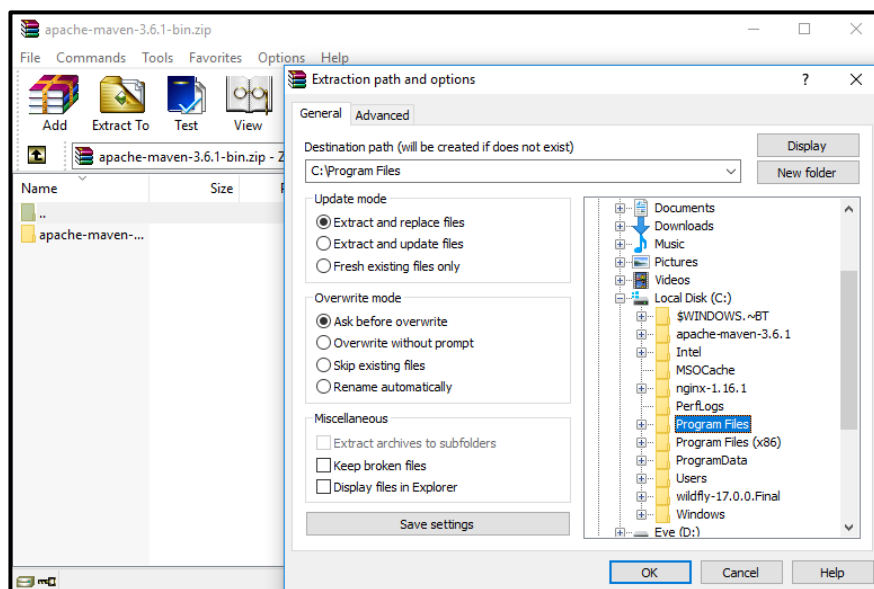 apache-maven-3.6.1-bin.zip
File Commands Tools Favorites Options Help
Add Extract To Test View
apache-maven-3.6.1-bin.zip - Z
Name Size
..
apache-maven-...
Extraction path and options
General Advanced
Destination path (will be created if does not exist)
C:\Program Files
Display
New folder
Update mode
Extract and replace files
Extract and update files
Fresh existing files only
Overwrite mode
Ask before overwrite
Overwrite without prompt
Skip existing files
Rename automatically
Miscellaneous
Extract archives to subfolders
Keep broken files
Display files in Explorer
Save settings
Documents
Downloads
Music
Pictures
Videos
Local Disk (C:)
$WINDOWS.~BT
apache-maven-3.6.1
Intel
MSOCache
nginx-1.16.1
PerfLogs
Program Files
Program Files (x86)
ProgramData
Users
wildfly-17.0.0.Final
Windows
Eve (D:)
OK Cancel Help